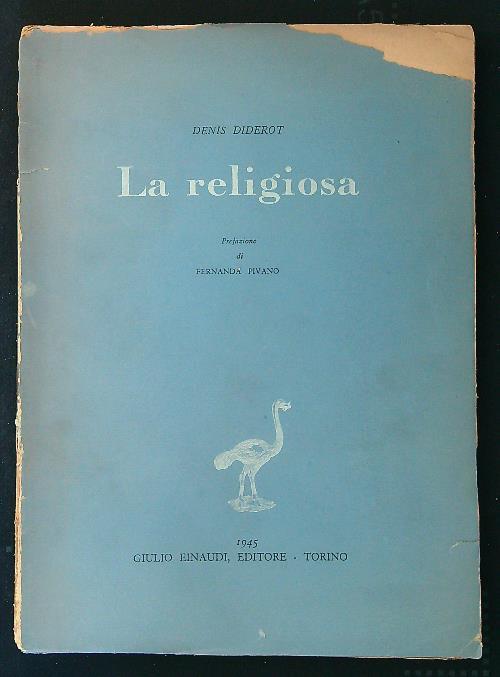 DENIS DIDEROT
La religiosa
Prefazione
di
FERNANDA PIVANO
1945
GIULIO EINAUDI, EDITORE - TORINO